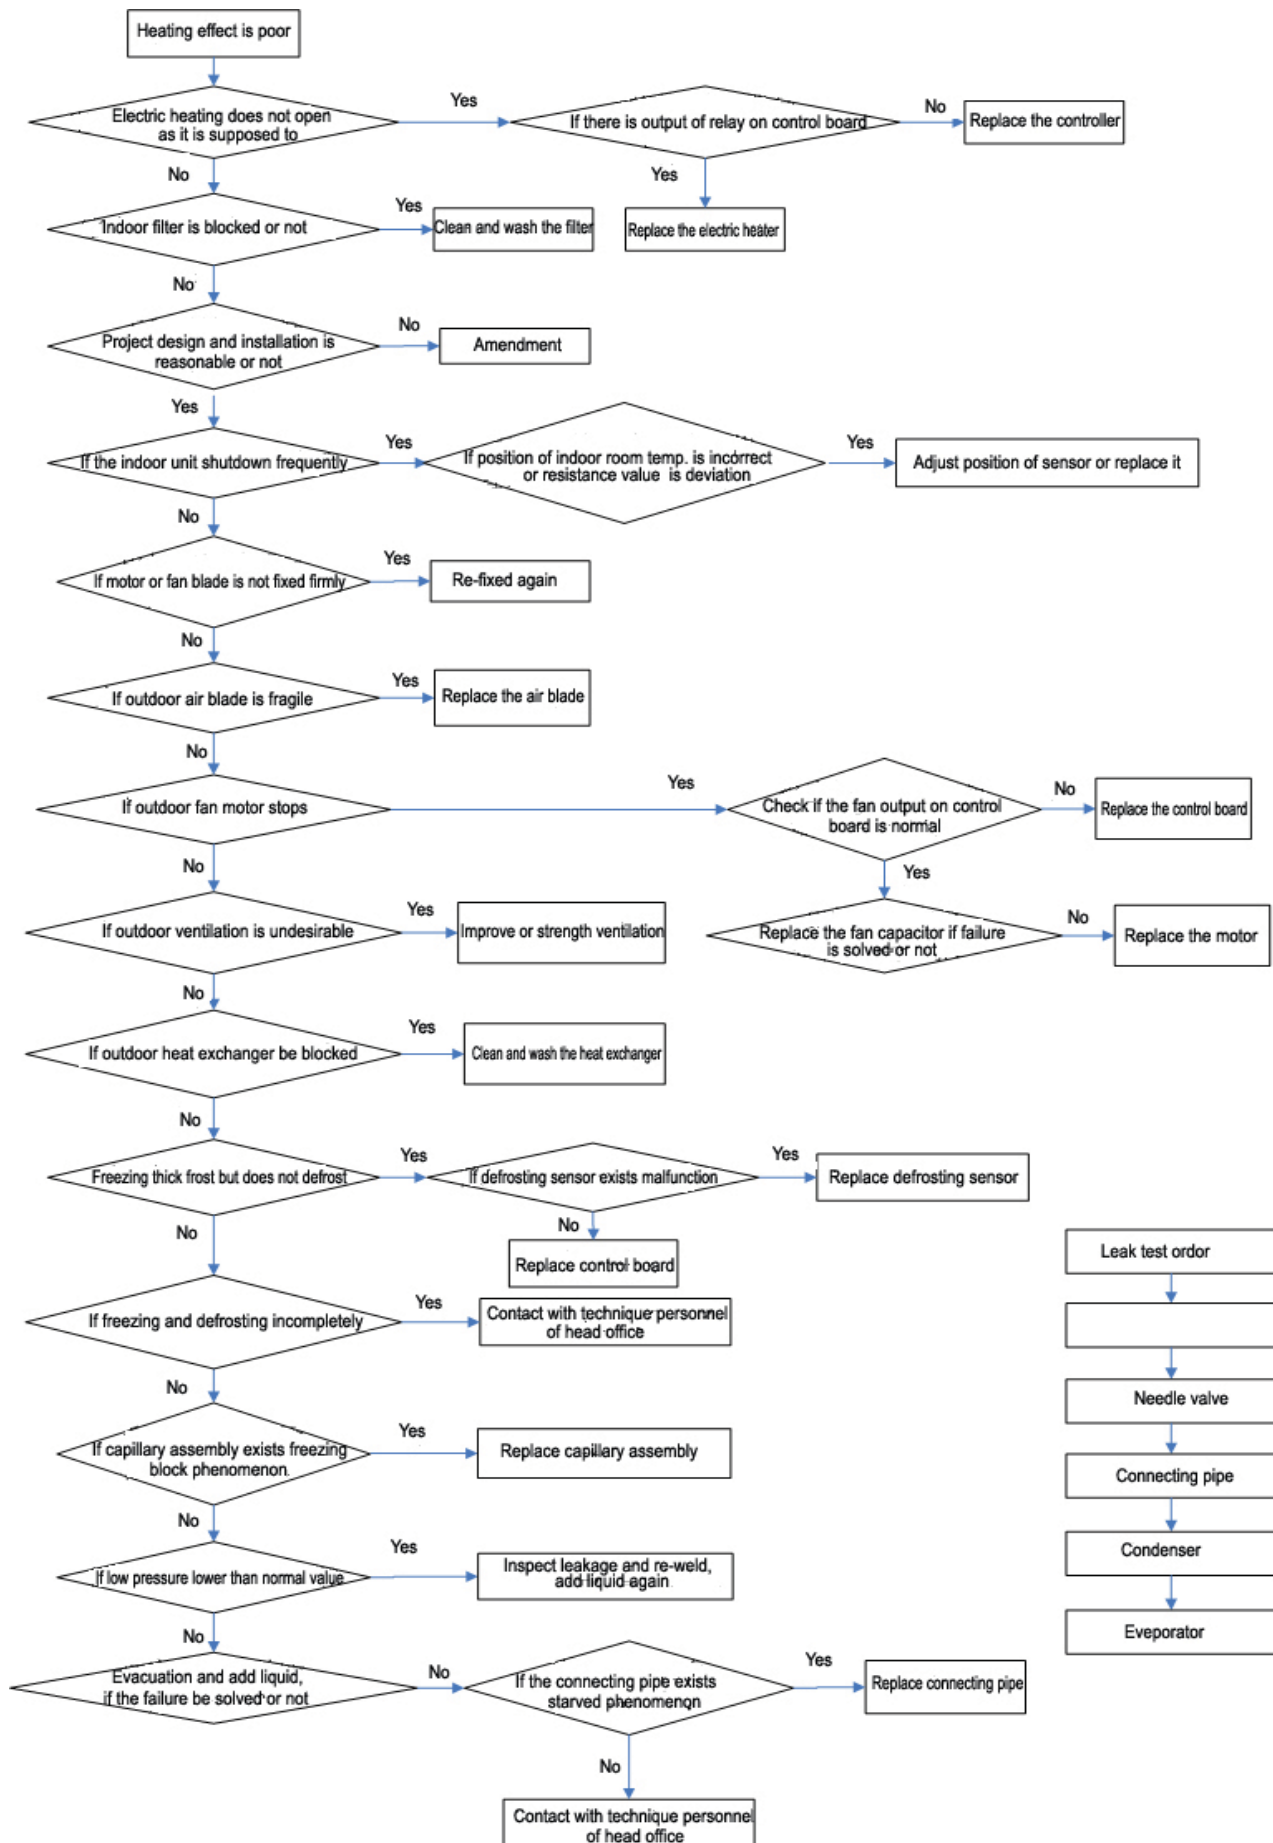 Heating effect is poor
Electric heating does not open
as it is supposed to
Yes
If there is output of relay on control board
No
Replace the controller
No
Yes
Indoor filter is blocked or not
Yes
Clean and wash the filter
Replace the electric heater
No
Project design and installation is
reasonable or not
No
Amendment
Yes
If the indoor unit shutdown frequently
Yes
If position of indoor room temp. is incorrect
or resistance value is deviation
Yes
Adjust position of sensor or replace it
No
If motor or fan blade is not fixed firmly
Yes
Re-fixed again
No
If outdoor air blade is fragile
Yes
Replace the air blade
No
If outdoor fan motor stops
Yes
Check if the fan output on control
board is normal
No
Replace the control board
No
Yes
If outdoor ventilation is undesirable
Yes
Improve or strength ventilation
Replace the fan capacitor if failure
is solved or not
No
Replace the motor
No
If outdoor heat exchanger be blocked
Yes
Clean and wash the heat exchanger
No
Freezing thick frost but does not defrost
Yes
If defrosting sensor exists malfunction
Yes
Replace defrosting sensor
No
No
Replace control board
Leak test ordor
If freezing and defrosting incompletely
Yes
Contact with technique personnel
of head office
No
Needle valve
If capillary assembly exists freezing
block phenomenon.
Yes
Replace capillary assembly
Connecting pipe
No
Condenser
If low pressure lower than normal value
Yes
Inspect leakage and re-weld,
add liquid again
No
Eveporator
Evacuation and add liquid,
if the failure be solved or not
No
If the connecting pipe exists
starved phenomenon
Yes
Replace connecting pipe
No
Contact with technique personnel
of head office